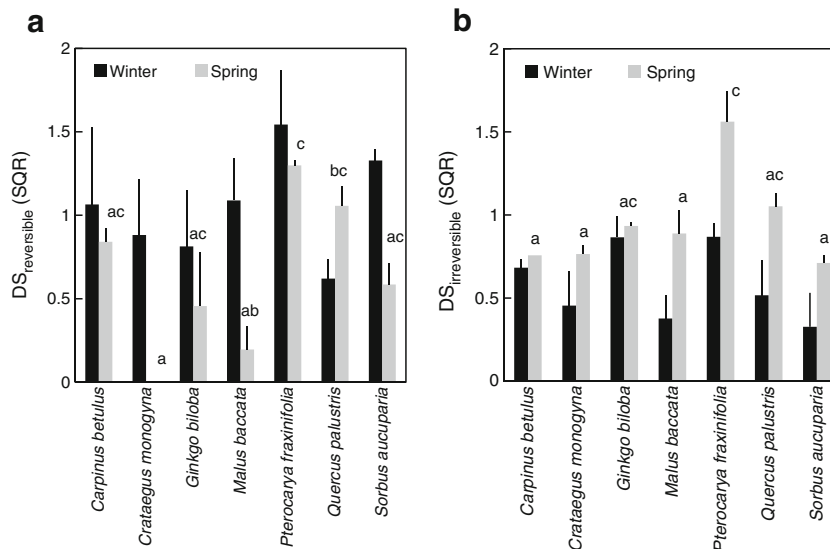 a
2
1.5
1
0.5
0
DSreversible (SQR)
Winter
Spring
ac
a
ac
ab
c
bc
ac
Carpinus betulus
Crataegus monogyna
Ginkgo biloba
Malus baccata
Pterocarya fraxinifolia
Quercus palustris
Sorbus aucuparia
b
2
1.5
1
0.5
0
DSirreversible (SQR)
Winter
Spring
a
a
ac
a
c
ac
a
Carpinus betulus
Crataegus monogyna
Ginkgo biloba
Malus baccata
Pterocarya fraxinifolia
Quercus palustris
Sorbus aucuparia